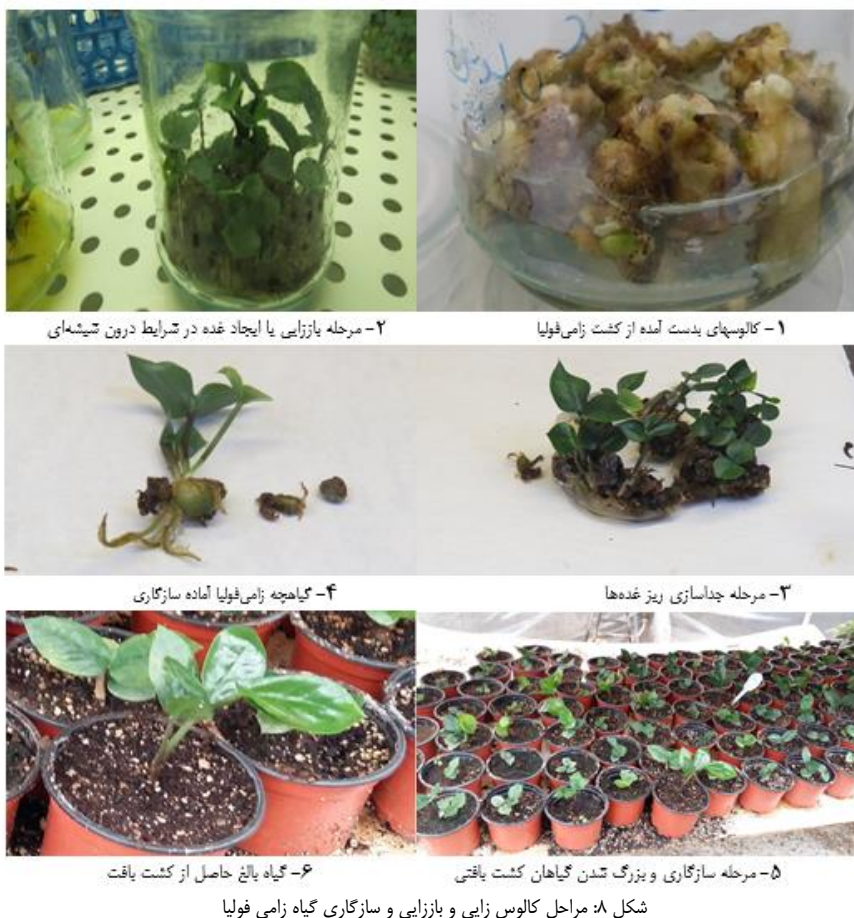 ۱- کالوسهای بدست آمده از کشت زامی‌فولیا
۲- مرحله باززایی یا ایجاد غده در شرایط درون شیشه‌ای
۳- مرحله جداسازی ریز غده‌ها
۴- گیاهچه زامی‌فولیا آماده سازگاری
۵- مرحله سازگاری و بزرگ شدن گیاهان کشت بافتی
۶- گیاه بالغ حاصل از کشت بافت
شکل ۸: مراحل کالوس زایی و باززایی و سازگاری گیاه زامی فولیا